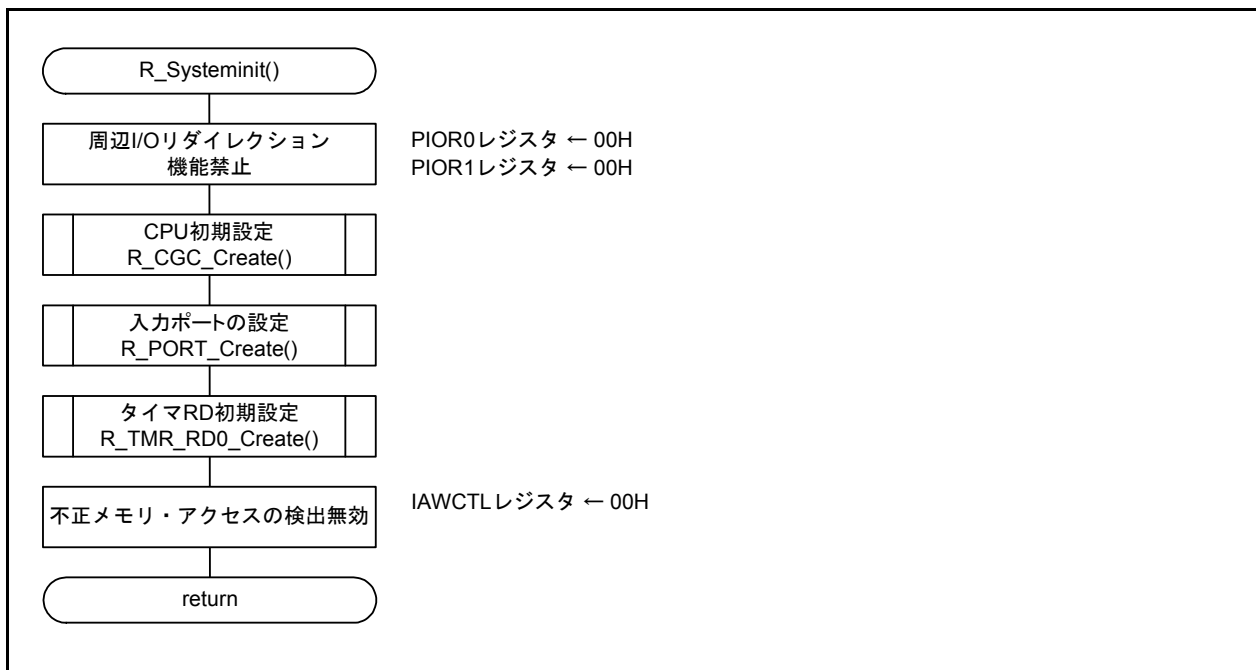 R_Systeminit()
周辺I/Oリダイレクション
機能禁止
PIOR0レジスタ ← 00H
PIOR1レジスタ ← 00H
CPU初期設定
R_CGC_Create()
入力ポートの設定
R_PORT_Create()
タイマRD初期設定
R_TMR_RD0_Create()
不正メモリ・アクセスの検出無効
IAWCTLレジスタ ← 00H
return